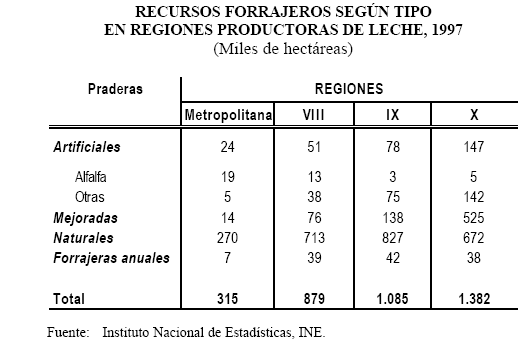 RECURSOS FORRAJEROS SEGÚN TIPO
EN REGIONES PRODUCTORAS DE LECHE, 1997
(Miles de hectáreas)
Praderas REGIONES
Metropolitana VIII IX X
Artificiales 24 51 78 147
Alfalfa 19 13 3 5
Otras 5 38 75 142
Mejoradas 14 76 138 525
Naturales 270 713 827 672
Forrajeras anuales 7 39 42 38
Total 315 879 1.085 1.382
Fuente: Instituto Nacional de Estadísticas, INE.